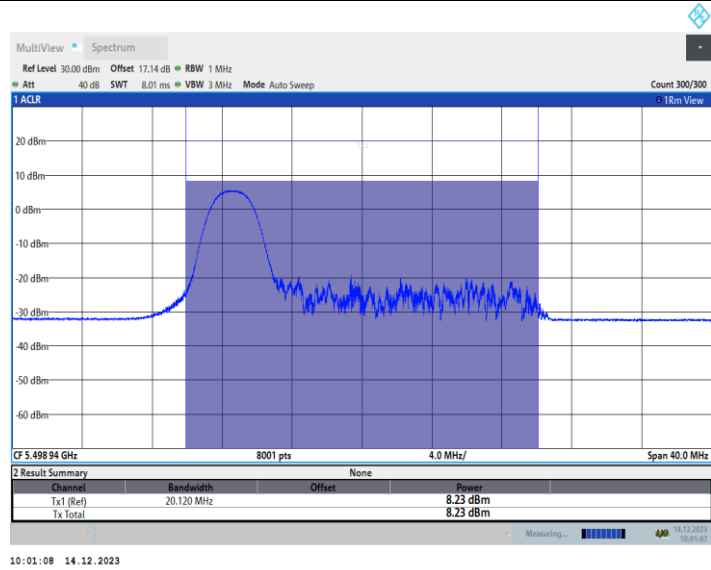 R&S
MultiView Spectrum
Ref Level 30.00 dBm Offset 17.14 dB RBW 1 MHz
Att 40 dB SWT 8.01 ms VBW 3 MHz Mode Auto Sweep Count 300/300
1 ACLR 1Rm View
20 dBm
10 dBm
0 dBm
-10 dBm
-20 dBm
-30 dBm
-40 dBm
-50 dBm
-60 dBm
CF 5.49894 GHz 8001 pts 4.0 MHz/ Span 40.0 MHz
2 Result Summary None
Channel Bandwidth Offset Power
Tx1 (Ref) 20.120 MHz 8.23 dBm
Tx Total 8.23 dBm
Measuring... 14.12.2023
10:01:07
10:01:08 14.12.2023